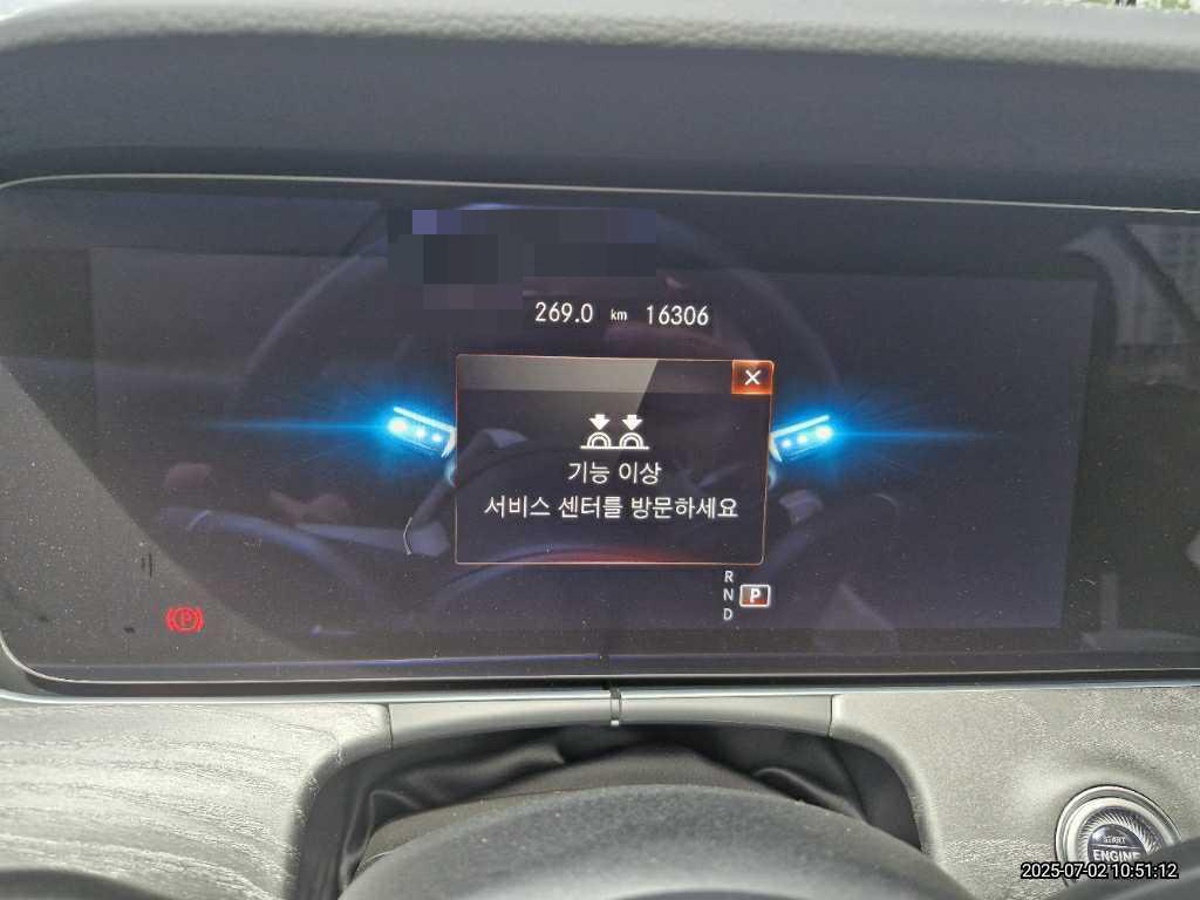 269.0 km 16306
기능 이상
서비스 센터를 방문하세요
R
N P
D
P
START
ENGINE
2025-07-02 10:51:12